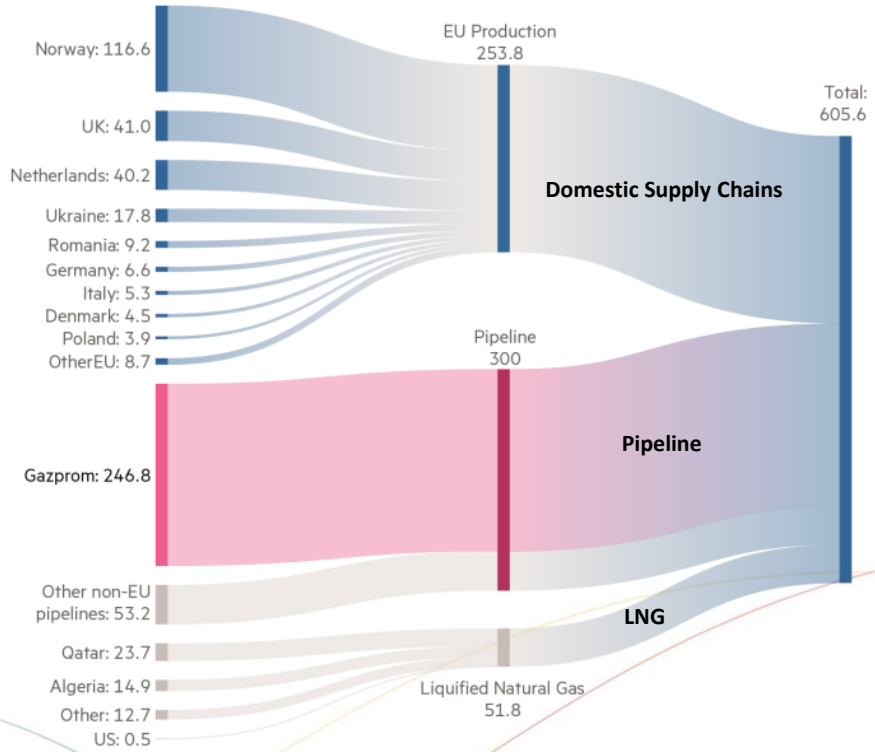 Norway: 116.6
UK: 41.0
Netherlands: 40.2
Ukraine: 17.8
Romania: 9.2
Germany: 6.6
Italy: 5.3
Denmark: 4.5
Poland: 3.9
OtherEU: 8.7
Gazprom: 246.8
Other non-EU
pipelines: 53.2
Qatar: 23.7
Algeria: 14.9
Other: 12.7
US: 0.5
EU Production
253.8
Pipeline
300
Liquified Natural Gas
51.8
Domestic Supply Chains
Pipeline
LNG
Total:
605.6